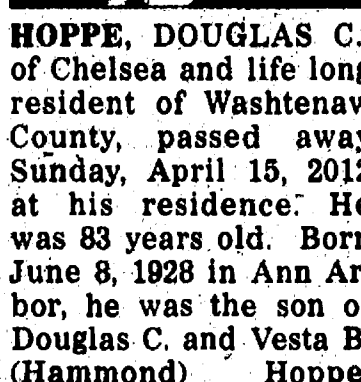 HOPPE, DOUGLAS C.
of Chelsea and life long
resident of Washtenaw
County, passed away
Sunday, April 15, 2012
at his residence. He
was 83 years old. Born
June 8, 1928 in Ann Ar-
bor, he was the son of
Douglas C. and Vesta B
(Hammond) Hoppe